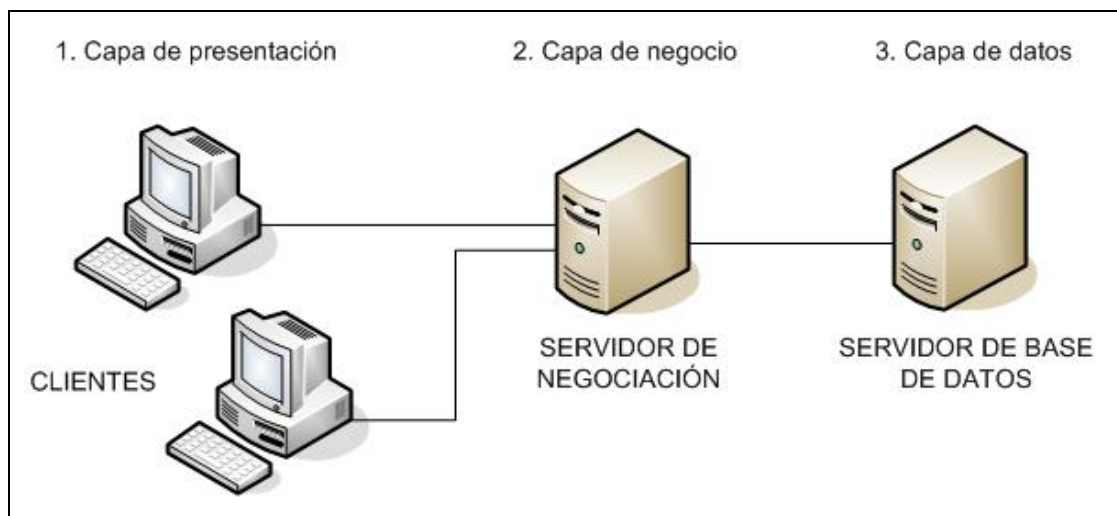 1. Capa de presentación
2. Capa de negocio
3. Capa de datos
CLIENTES
SERVIDOR DE
NEGOCIACIÓN
SERVIDOR DE BASE
DE DATOS